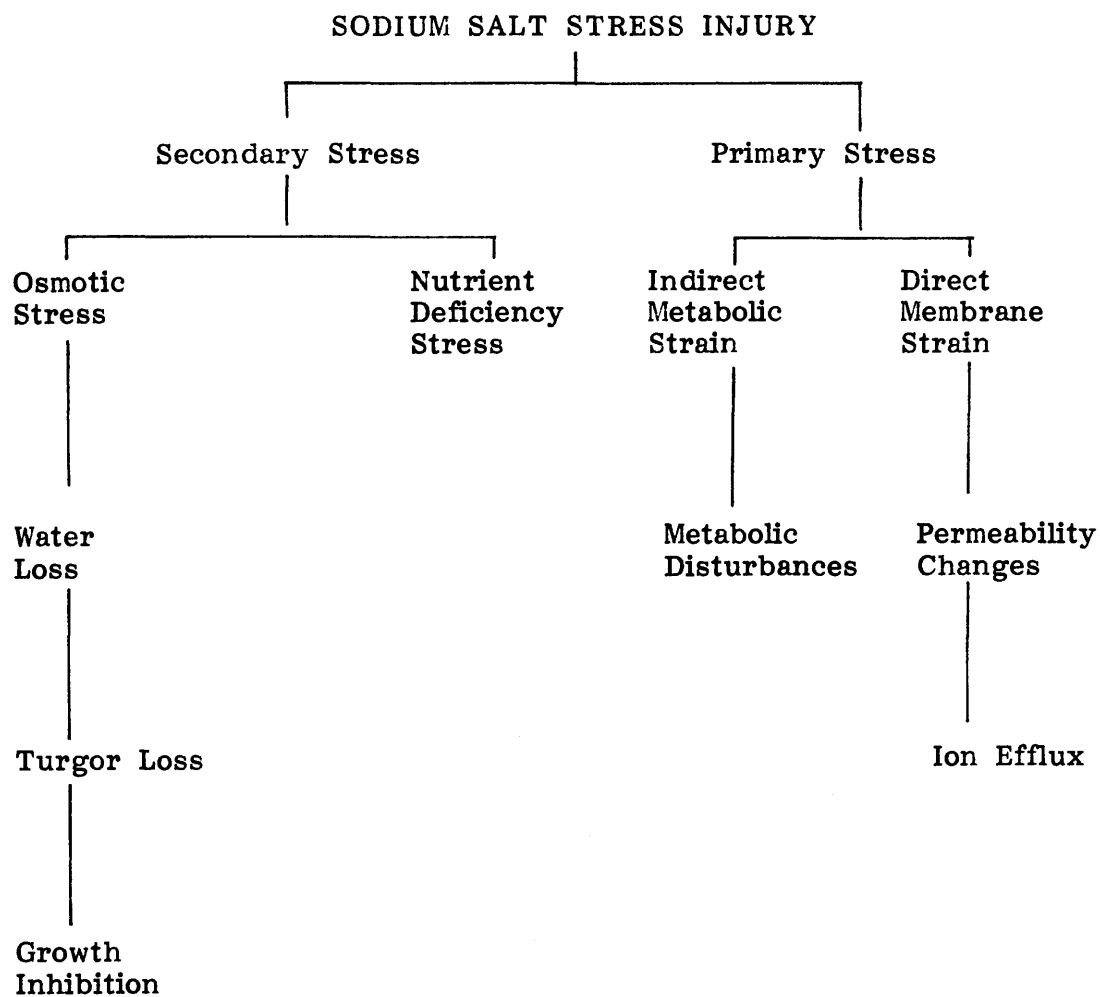 SODIUM SALT STRESS INJURY
Secondary Stress
Primary Stress
Osmotic
Stress
Nutrient
Deficiency
Stress
Indirect
Metabolic
Strain
Direct
Membrane
Strain
Water
Loss
Metabolic
Disturbances
Permeability
Changes
Turgor Loss
Ion Efflux
Growth
Inhibition